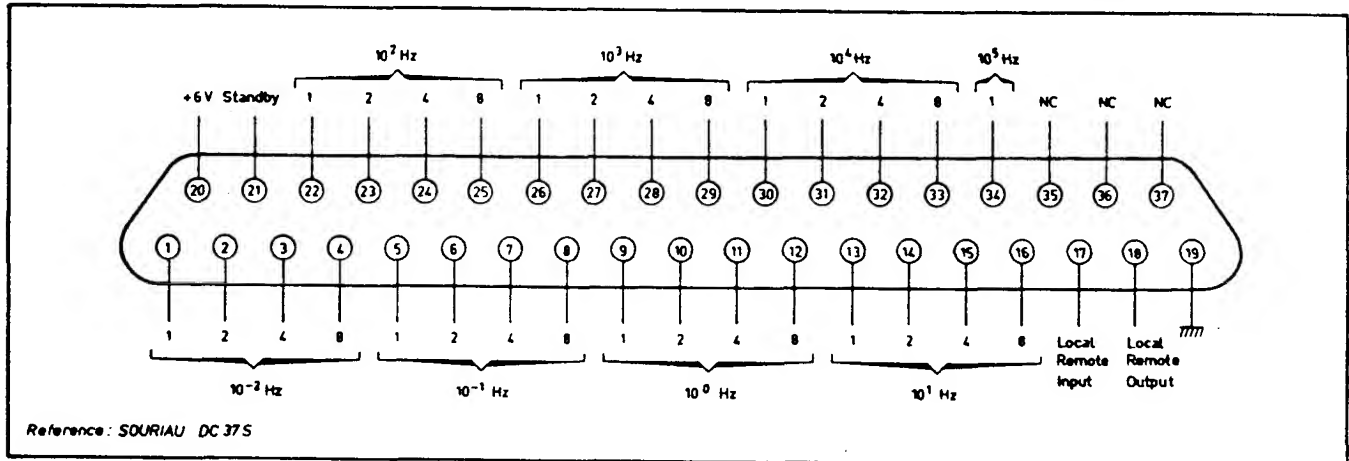 10² Hz 10³ Hz 10⁴ Hz 10⁵ Hz
+6 V Standby 1 2 4 8 1 2 4 8 1 2 4 8 1 NC NC NC
20 21 22 23 24 25 26 27 28 29 30 31 32 33 34 35 36 37
1 2 3 4 5 6 7 8 9 10 11 12 13 14 15 16 17 18 19
1 2 4 8 1 2 4 8 1 2 4 8 1 2 4 8 Local Local
Remote Remote
Input Output
10⁻² Hz 10⁻¹ Hz 10⁰ Hz 10¹ Hz
Reference: SOURIAU DC 37 S